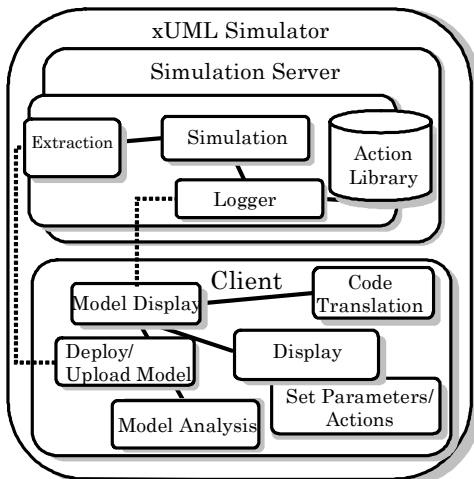 xUML Simulator
Simulation Server
Extraction
Simulation
Action
Library
Logger
Client
Model Display
Code
Translation
Deploy/
Upload Model
Display
Set Parameters/
Actions
Model Analysis